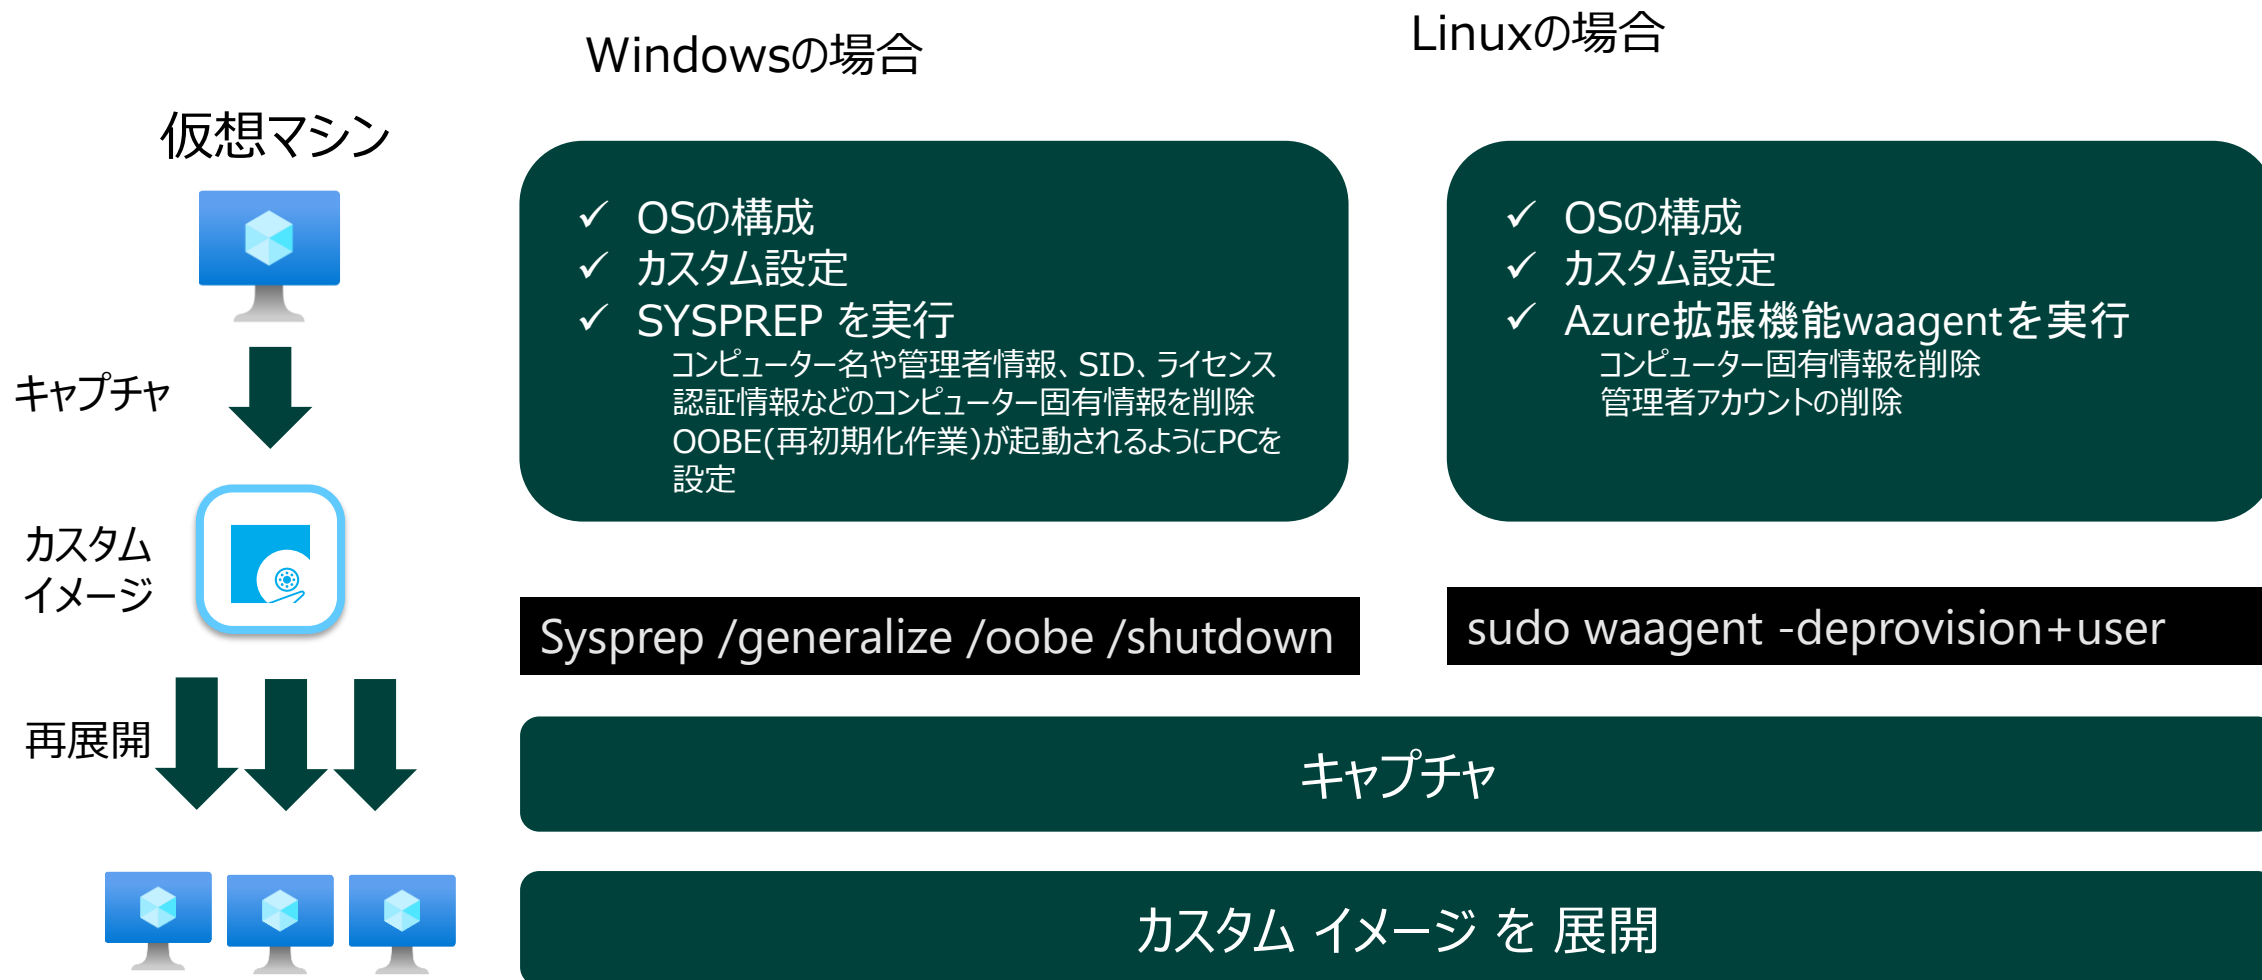 Windowsの場合
Linuxの場合
仮想マシン
キャプチャ
カスタム
イメージ
再展開
✓ OSの構成
✓ カスタム設定
✓ SYSPREP を実行
コンピューター名や管理者情報、SID、ライセンス
認証情報などのコンピューター固有情報を削除
OOBE(再初期化作業)が起動されるようにPCを
設定
✓ OSの構成
✓ カスタム設定
✓ Azure拡張機能waagentを実行
コンピューター固有情報を削除
管理者アカウントの削除
Sysprep /generalize /oobe /shutdown
sudo waagent -deprovision+user
キャプチャ
カスタム イメージ を 展開